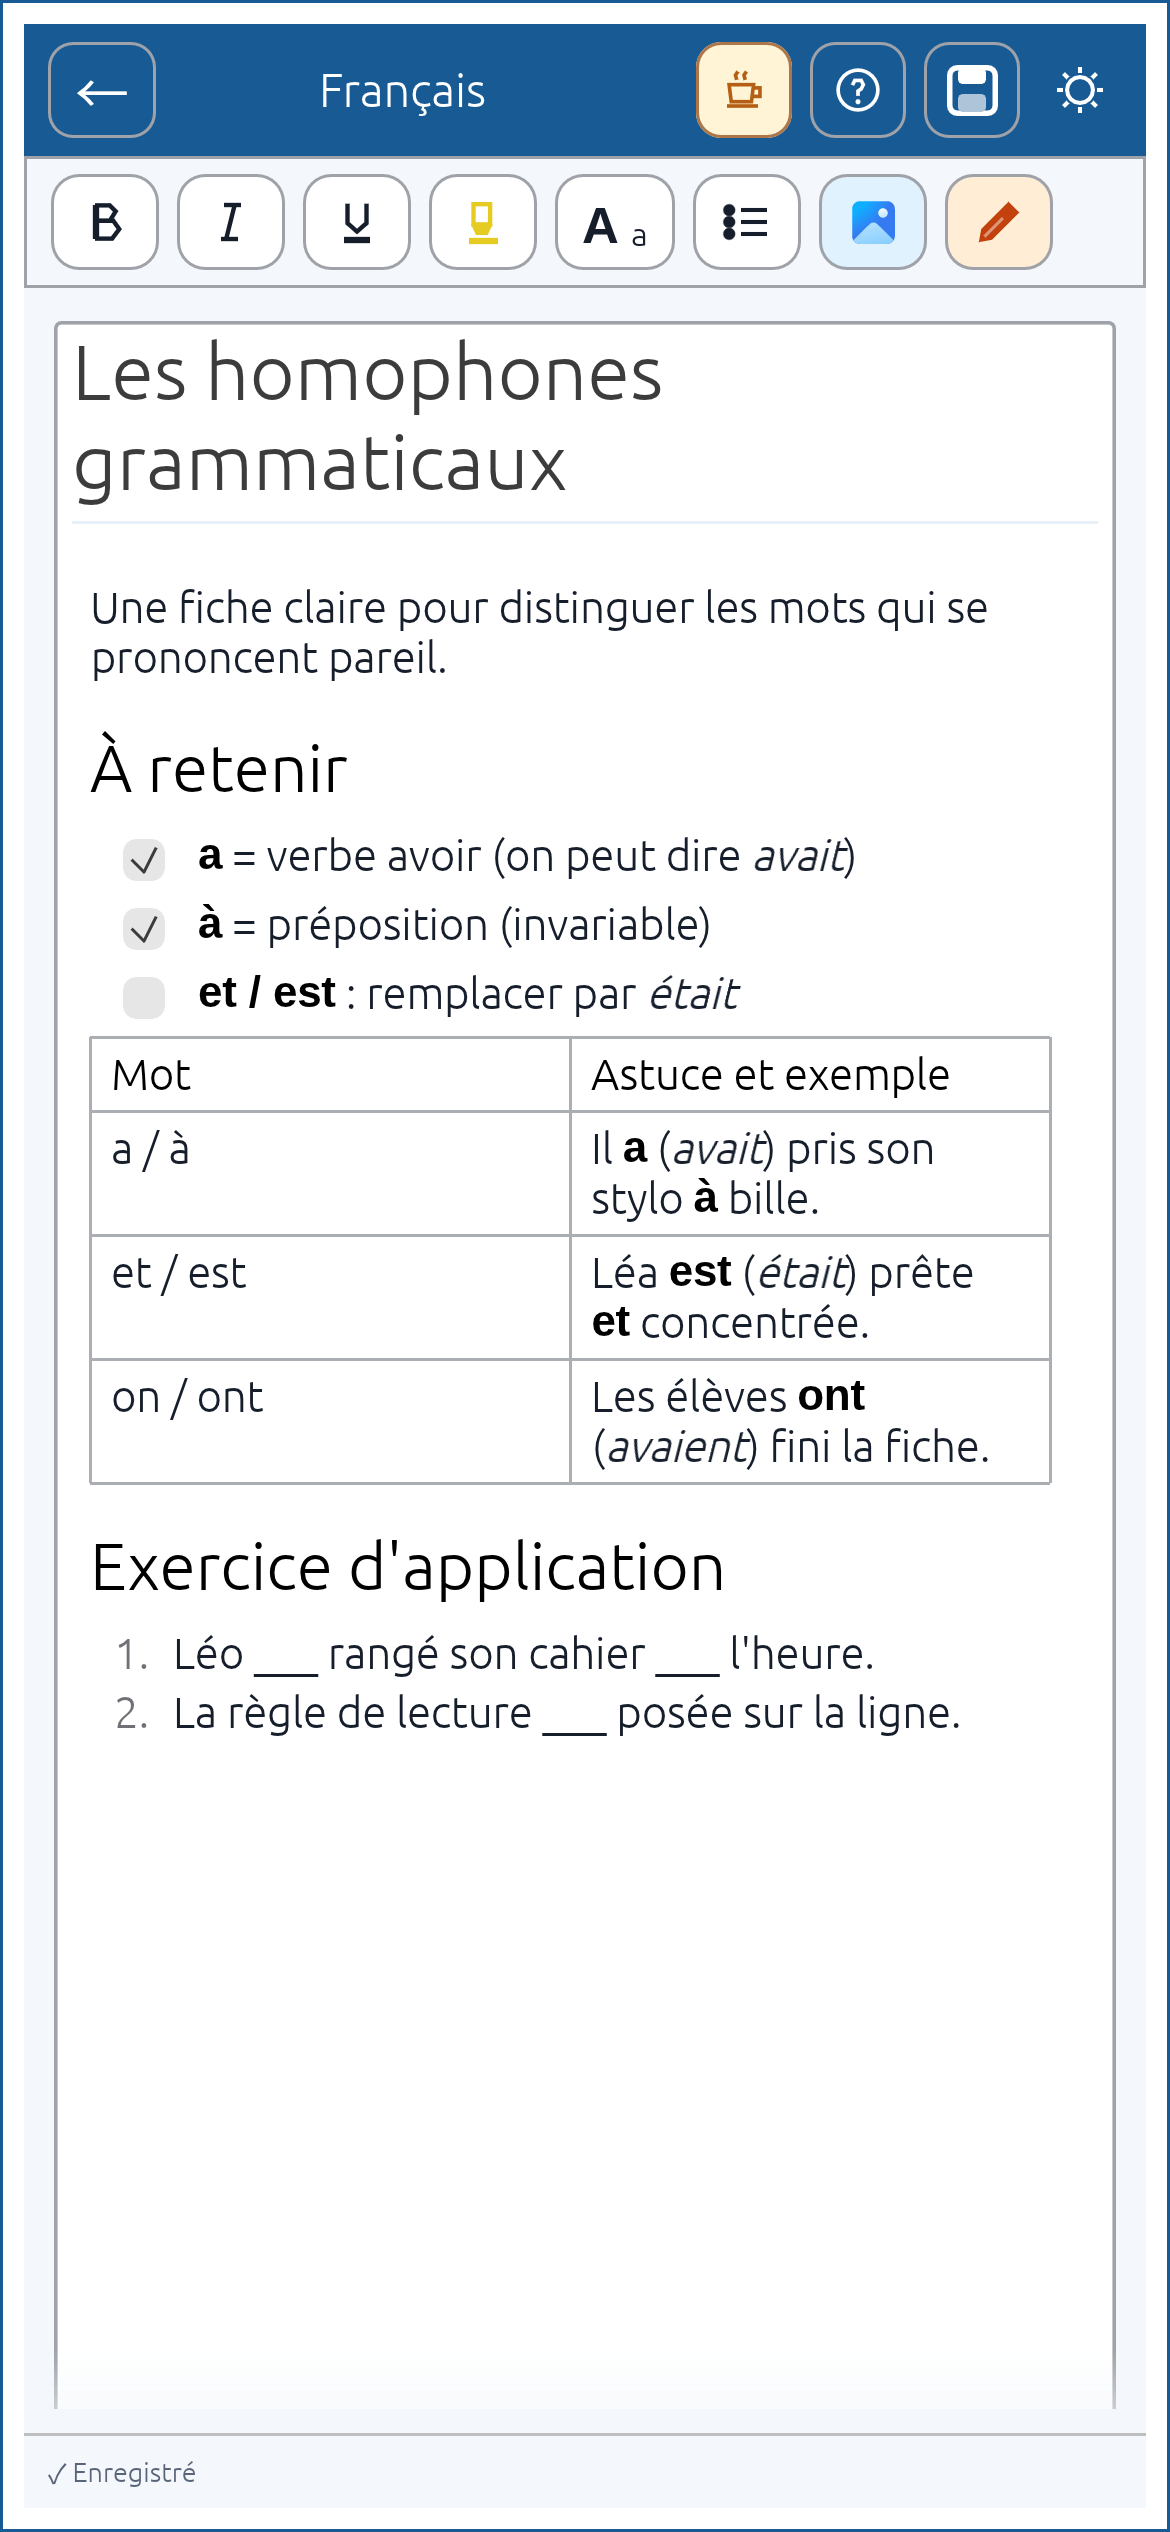 Français
B I U A a
Les homophones
grammaticaux
Une fiche claire pour distinguer les mots qui se
prononcent pareil.
À retenir
a = verbe avoir (on peut dire avait)
à = préposition (invariable)
et / est : remplacer par était
Mot
Astuce et exemple
a / à
Il a (avait) pris son
stylo à bille.
et / est
Léa est (était) prête
et concentrée.
on / ont
Les élèves ont
(avaient) fini la fiche.
Exercice d'application
1. Léo ___ rangé son cahier ___ l'heure.
2. La règle de lecture ___ posée sur la ligne.
✓ Enregistré